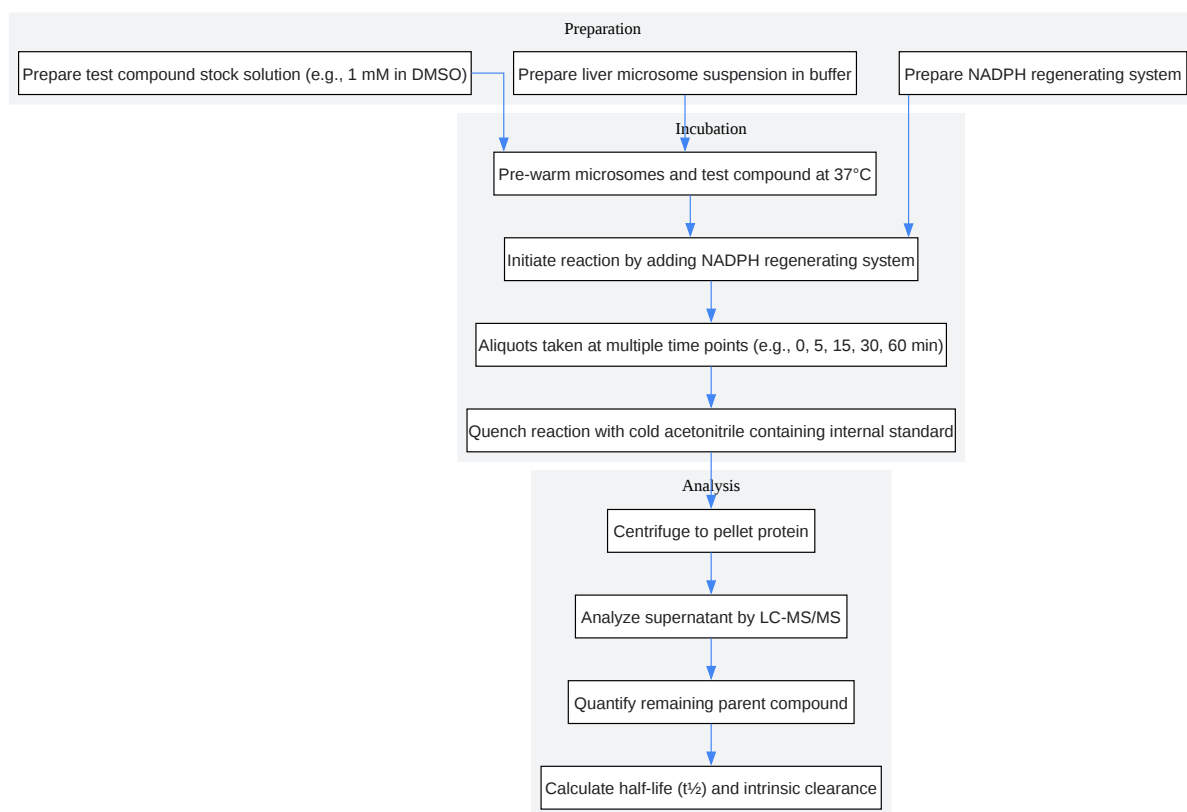 Preparation
Prepare test compound stock solution (e.g., 1 mM in DMSO)
Prepare liver microsome suspension in buffer
Prepare NADPH regenerating system
Incubation
Pre-warm microsomes and test compound at 37°C
Initiate reaction by adding NADPH regenerating system
Aliquots taken at multiple time points (e.g., 0, 5, 15, 30, 60 min)
Quench reaction with cold acetonitrile containing internal standard
Analysis
Centrifuge to pellet protein
Analyze supernatant by LC-MS/MS
Quantify remaining parent compound
Calculate half-life (t½) and intrinsic clearance